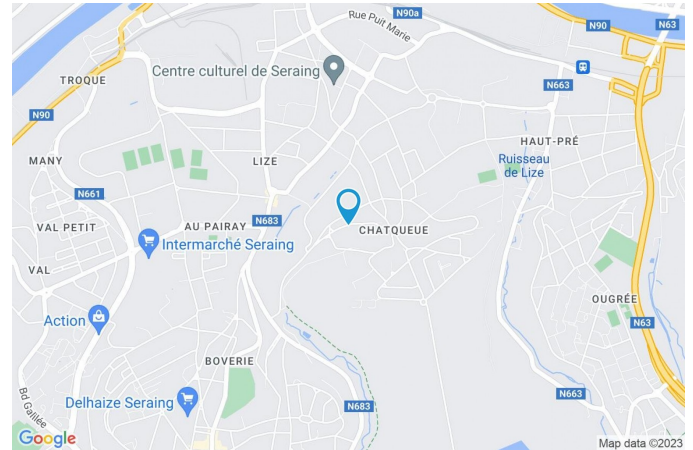 N90a
Rue Puit Marie
N90
N63
Centre culturel de Seraing
TROQUE
N663
N90
HAUT-PRÉ
MANY
LIZE
Ruisseau
de Lize
N661
VAL PETIT
AU PAIRAY
N683
CHATQUEUE
Intermarché Seraing
VAL
OUGRÉE
Action
N63
BOVERIE
Bd Galilée
Delhaize Seraing
N683
N663
Google
Map data ©2023